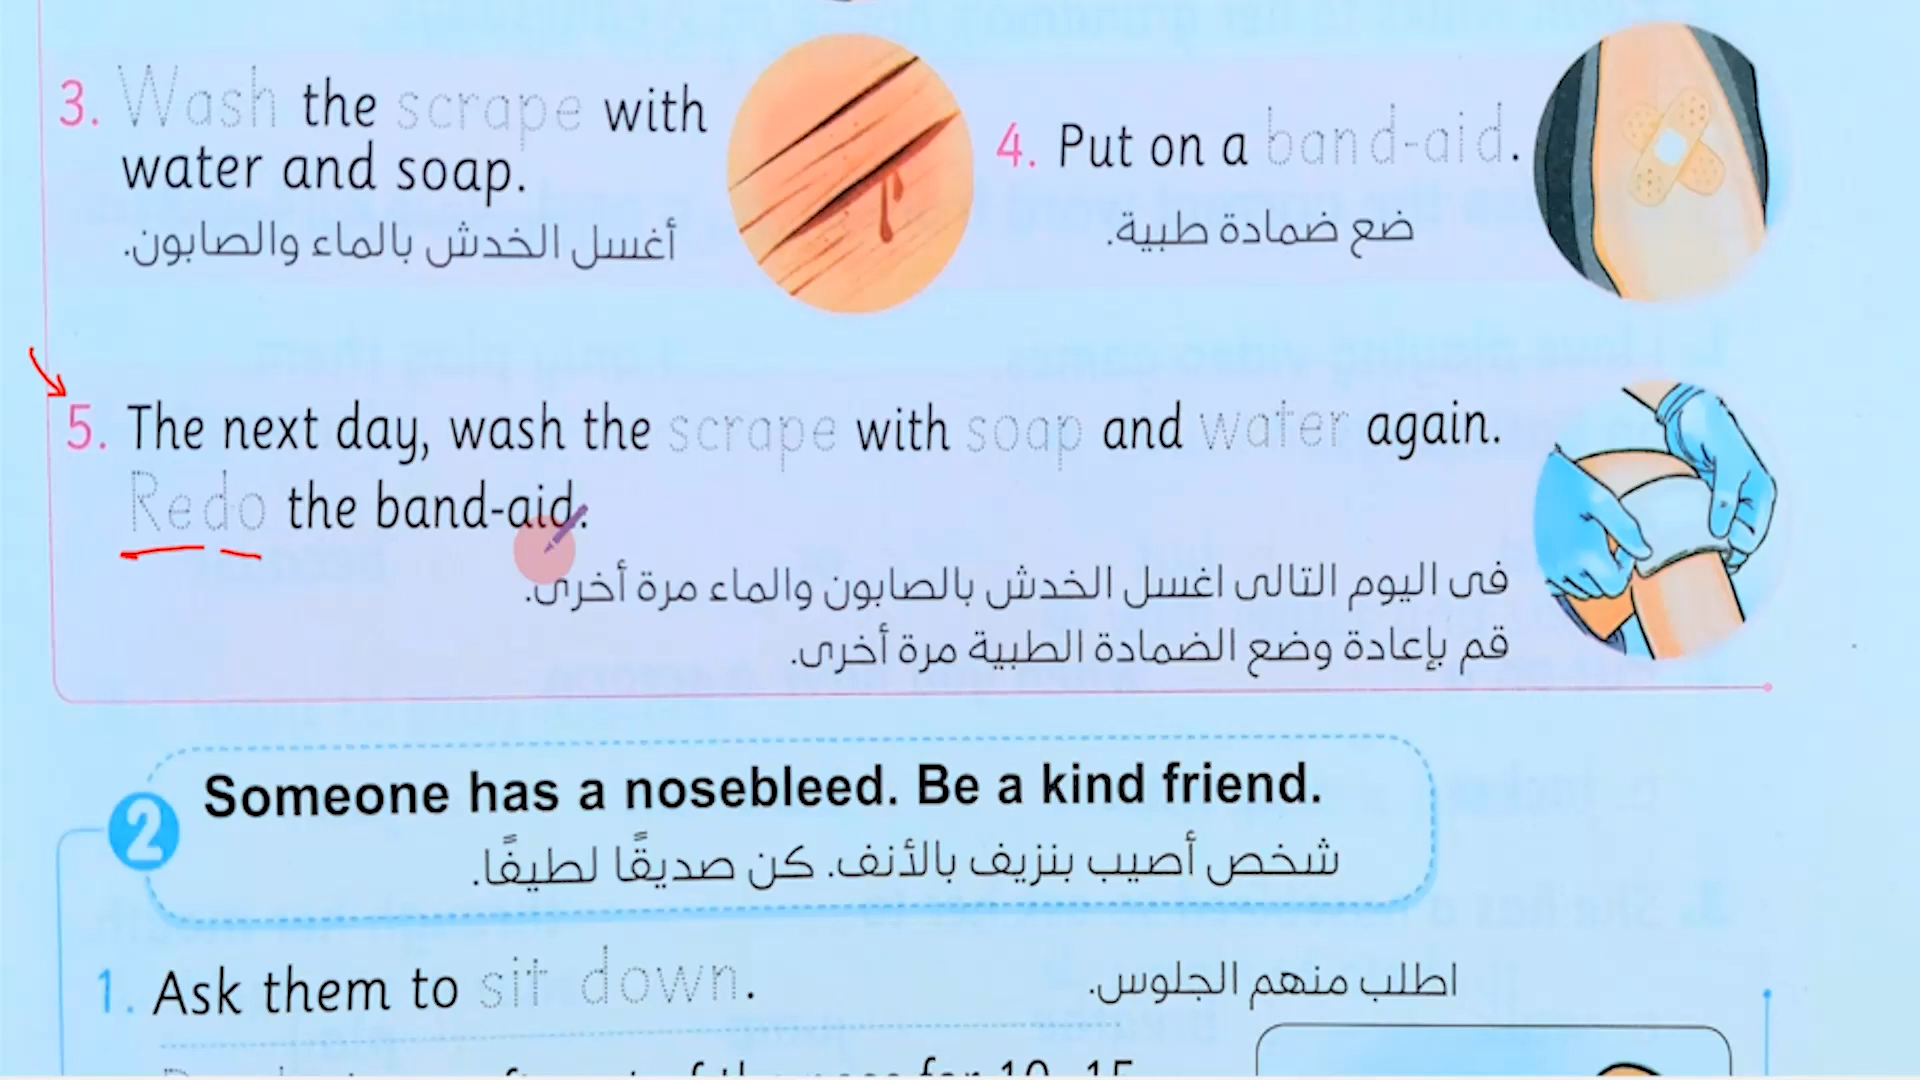 3. Wash the scrape with
water and soap.
أغسل الخدش بالماء والصابون.
4. Put on a band-aid.
ضع ضمادة طبية.
5. The next day, wash the scrape with soap and water again.
Redo the band-aid.
فى اليوم التالى اغسل الخدش بالصابون والماء مرة أخرى.
قم بإعادة وضع الضمادة الطبية مرة أخرى.
2 Someone has a nosebleed. Be a kind friend.
شخص أصيب بنزيف بالأنف. كن صديقًا لطيفًا.
1. Ask them to sit down.
اطلب منهم الجلوس.